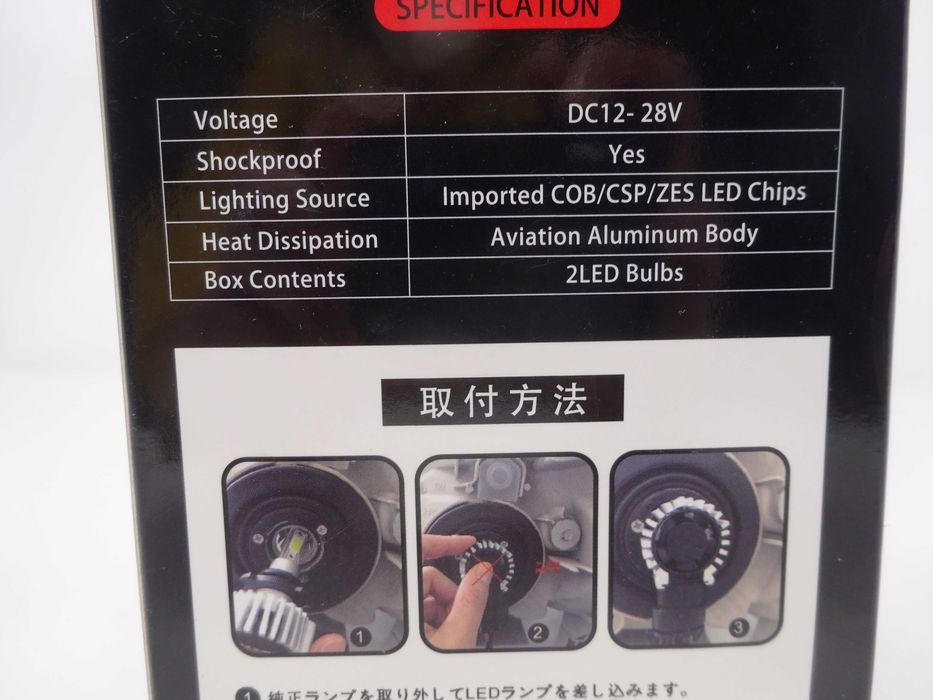 SPECIFICATION
Voltage DC12- 28V
Shockproof Yes
Lighting Source Imported COB/CSP/ZES LED Chips
Heat Dissipation Aviation Aluminum Body
Box Contents 2LED Bulbs
取付方法
1 2 3
1 純正ランプを取り外してLEDランプを差し込みます。